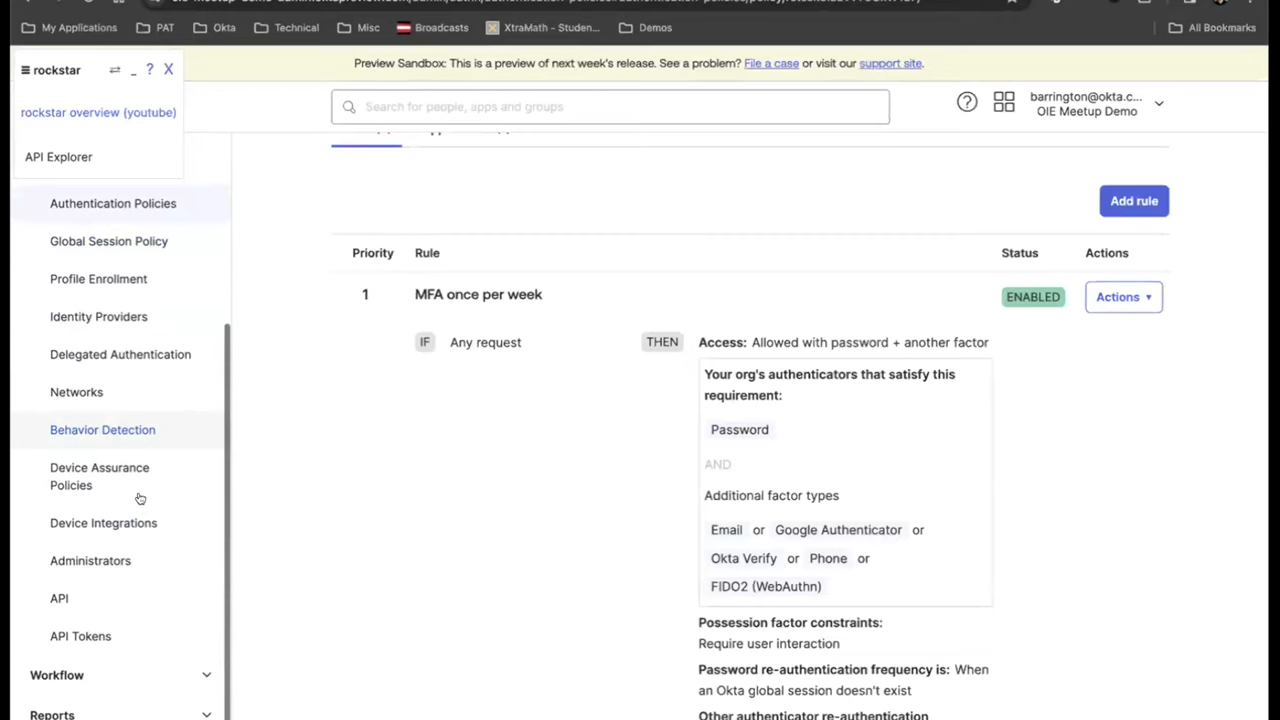 My Applications
PAT
Okta
Technical
Misc
Broadcasts
XtraMath - Studen...
Demos
All Bookmarks
rockstar
_ ? X
rockstar overview (youtube)
API Explorer
Preview Sandbox: This is a preview of next week's release. See a problem? File a case or visit our support site.
Search for people, apps and groups
barrington@okta.c...
OIE Meetup Demo
Authentication Policies
Global Session Policy
Profile Enrollment
Identity Providers
Delegated Authentication
Networks
Behavior Detection
Device Assurance
Policies
Device Integrations
Administrators
API
API Tokens
Workflow
Reports
Add rule
Priority Rule Status Actions
1 MFA once per week ENABLED Actions
IF Any request THEN Access: Allowed with password + another factor
Your org's authenticators that satisfy this
requirement:
Password
AND
Additional factor types
Email or Google Authenticator or
Okta Verify or Phone or
FIDO2 (WebAuthn)
Possession factor constraints:
Require user interaction
Password re-authentication frequency is: When
an Okta global session doesn't exist
Other authenticator re-authentication